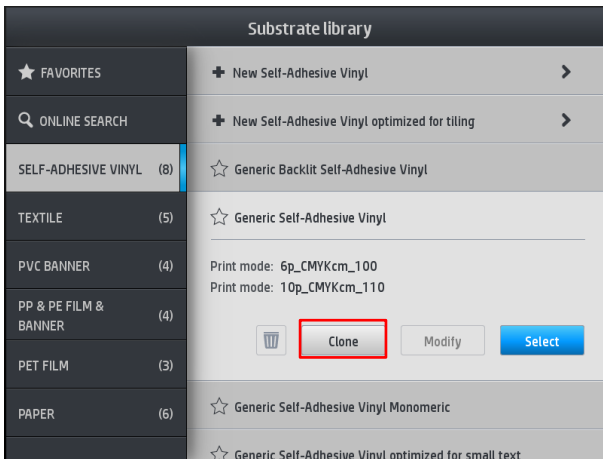 Substrate library
FAVORITES
ONLINE SEARCH
SELF-ADHESIVE VINYL (8)
TEXTILE (5)
PVC BANNER (4)
PP & PE FILM &
BANNER (4)
PET FILM (3)
PAPER (6)
New Self-Adhesive Vinyl
New Self-Adhesive Vinyl optimized for tiling
Generic Backlit Self-Adhesive Vinyl
Generic Self-Adhesive Vinyl
Print mode: 6p_CMYKcm_100
Print mode: 10p_CMYKcm_110
Clone Modify Select
Generic Self-Adhesive Vinyl Monomeric
Generic Self-Adhesive Vinyl optimized for small text